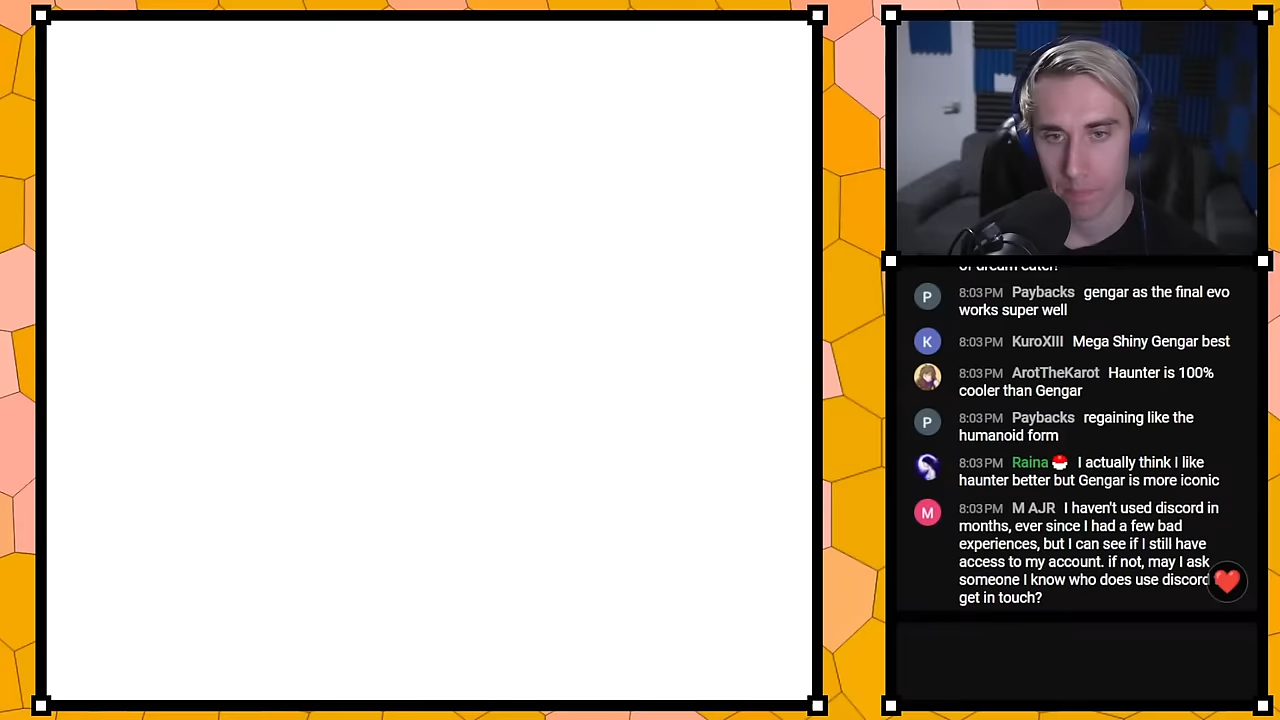 of dream eater!
P
8:03 PM Paybacks gengar as the final evo
works super well
K
8:03 PM KuroXIII Mega Shiny Gengar best
8:03 PM ArotTheKarot Haunter is 100%
cooler than Gengar
P
8:03 PM Paybacks regaining like the
humanoid form
8:03 PM Raina I actually think I like
haunter better but Gengar is more iconic
M
8:03 PM M AJR I haven't used discord in
months, ever since I had a few bad
experiences, but I can see if I still have
access to my account. if not, may I ask
someone I know who does use discord
get in touch?